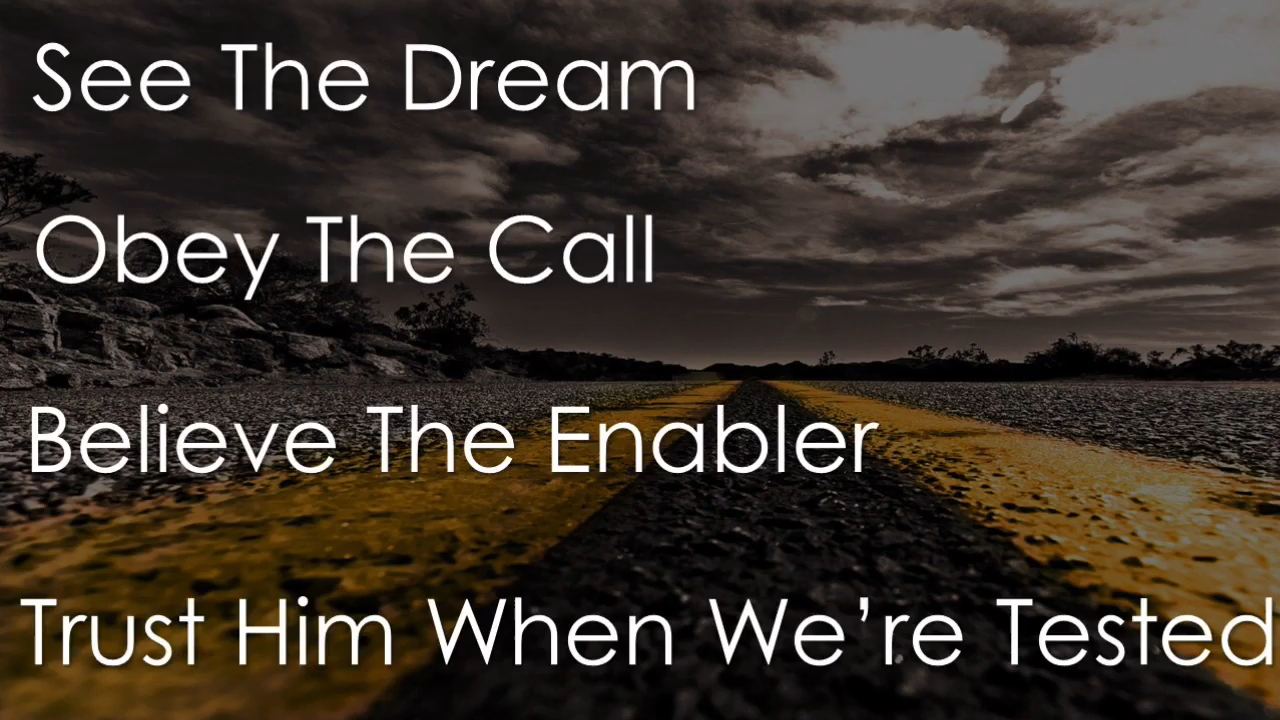 See The Dream
Obey The Call
Believe The Enabler
Trust Him When We’re Tested